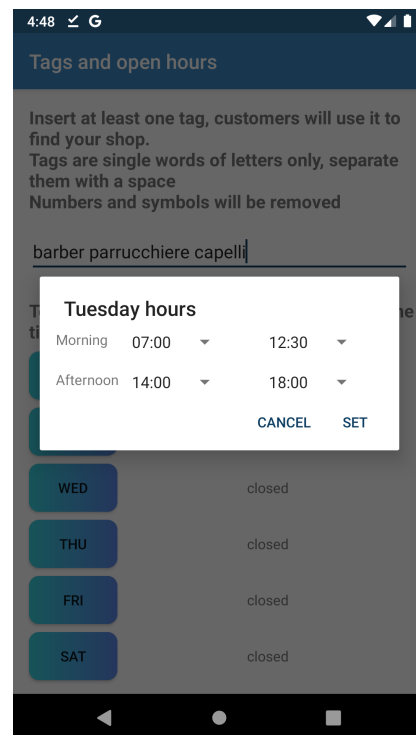 4:48
Tags and open hours
Insert at least one tag, customers will use it to
find your shop.
Tags are single words of letters only, separate
them with a space
Numbers and symbols will be removed
barber parrucchiere capelli
Tuesday hours
Morning 07:00 12:30
Afternoon 14:00 18:00
CANCEL SET
WED closed
THU closed
FRI closed
SAT closed